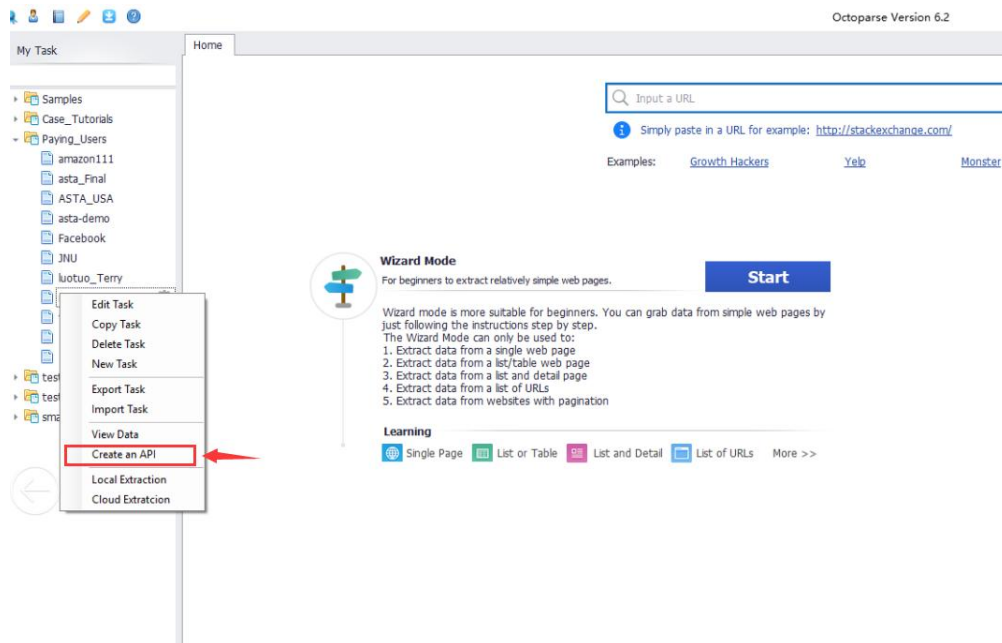 Octoparse Version 6.2
My Task
Home
Samples
Case_Tutorials
Paying_Users
amazon111
asta_Final
ASTA_USA
asta-demo
Facebook
JNU
luotuo_Terry
test
test
sma
Edit Task
Copy Task
Delete Task
New Task
Export Task
Import Task
View Data
Create an API
Local Extraction
Cloud Extratcion
Input a URL
Simply paste in a URL for example: http://stackexchange.com/
Examples: Growth Hackers Yelp Monster
Wizard Mode
For beginners to extract relatively simple web pages.
Start
Wizard mode is more suitable for beginners. You can grab data from simple web pages by
just following the instructions step by step.
The Wizard Mode can only be used to:
1. Extract data from a single web page
2. Extract data from a list/table web page
3. Extract data from a list and detail page
4. Extract data from a list of URLs
5. Extract data from websites with pagination
Learning
Single Page List or Table List and Detail List of URLs More >>